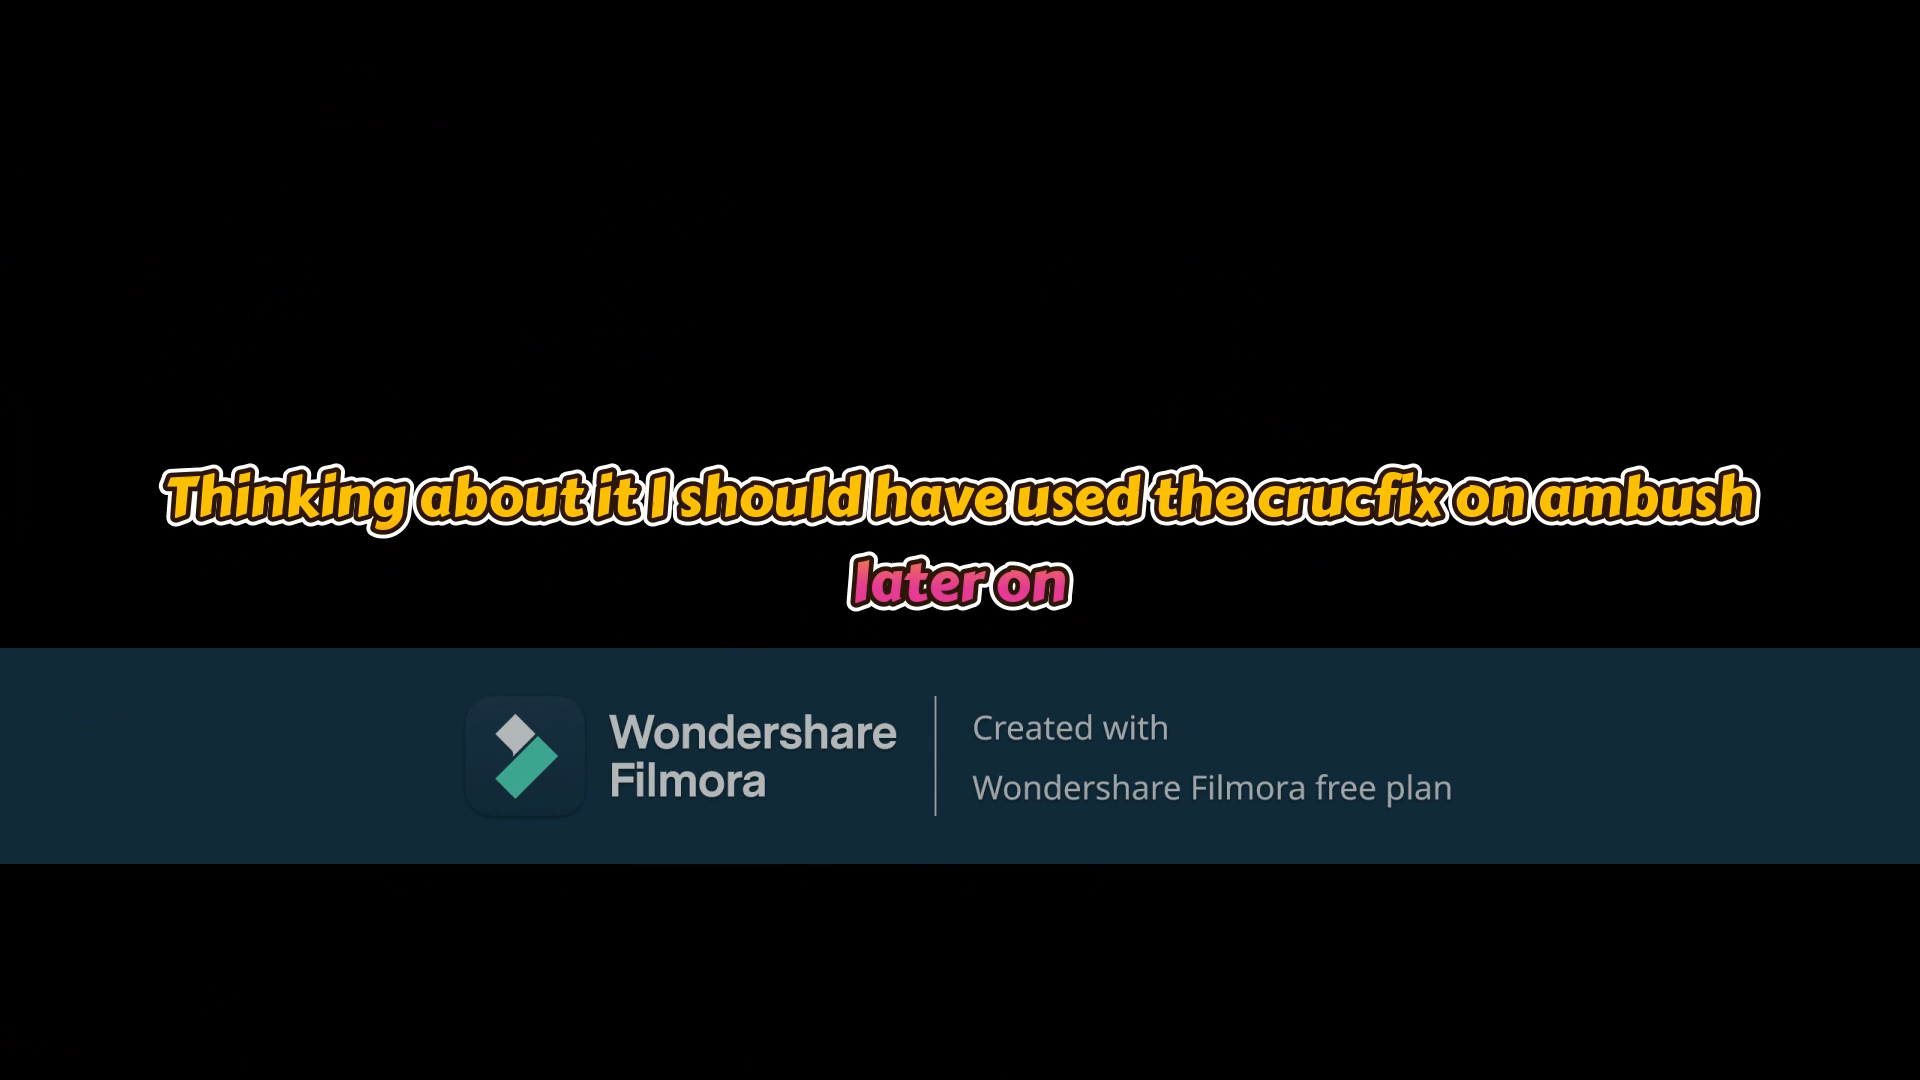 Thinking about it I should have used the crucfix on ambush
later on
Wondershare
Filmora
Created with
Wondershare Filmora free plan